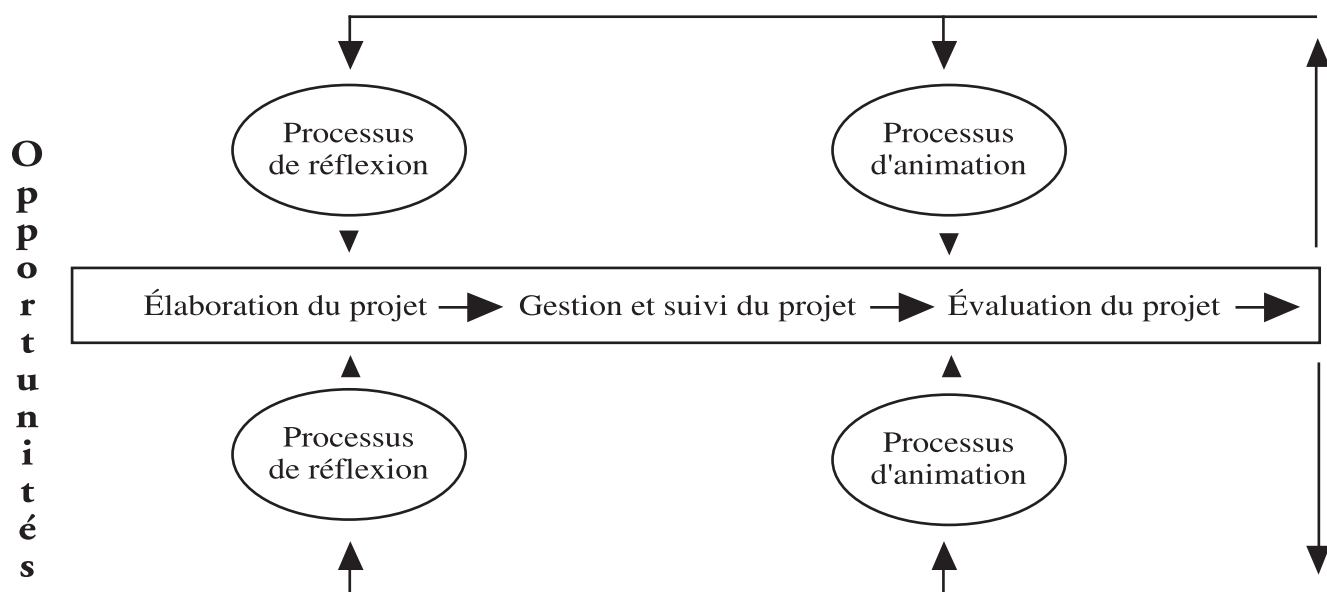 Opportunités
Processus
de réflexion
Processus
d'animation
Élaboration du projet
Gestion et suivi du projet
Évaluation du projet
Processus
de réflexion
Processus
d'animation